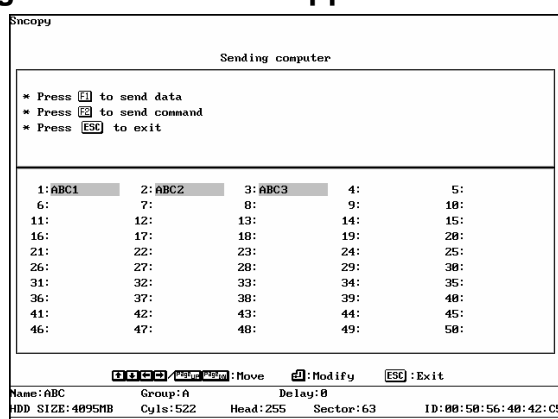 Sncopy
Sending computer
* Press F1 to send data
* Press F2 to send command
* Press ESC to exit
1:ABC1 2:ABC2 3:ABC3 4: 5:
6: 7: 8: 9: 10:
11: 12: 13: 14: 15:
16: 17: 18: 19: 20:
21: 22: 23: 24: 25:
26: 27: 28: 29: 30:
31: 32: 33: 34: 35:
36: 37: 38: 39: 40:
41: 42: 43: 44: 45:
46: 47: 48: 49: 50:
↑↓←→/PgUp PgDn:Move :Modify ESC:Exit
Name:ABC Group:A Delay:0
HDD SIZE:4095MB Cyls:522 Head:255 Sector:63 ID:00:50:56:40:42:C9